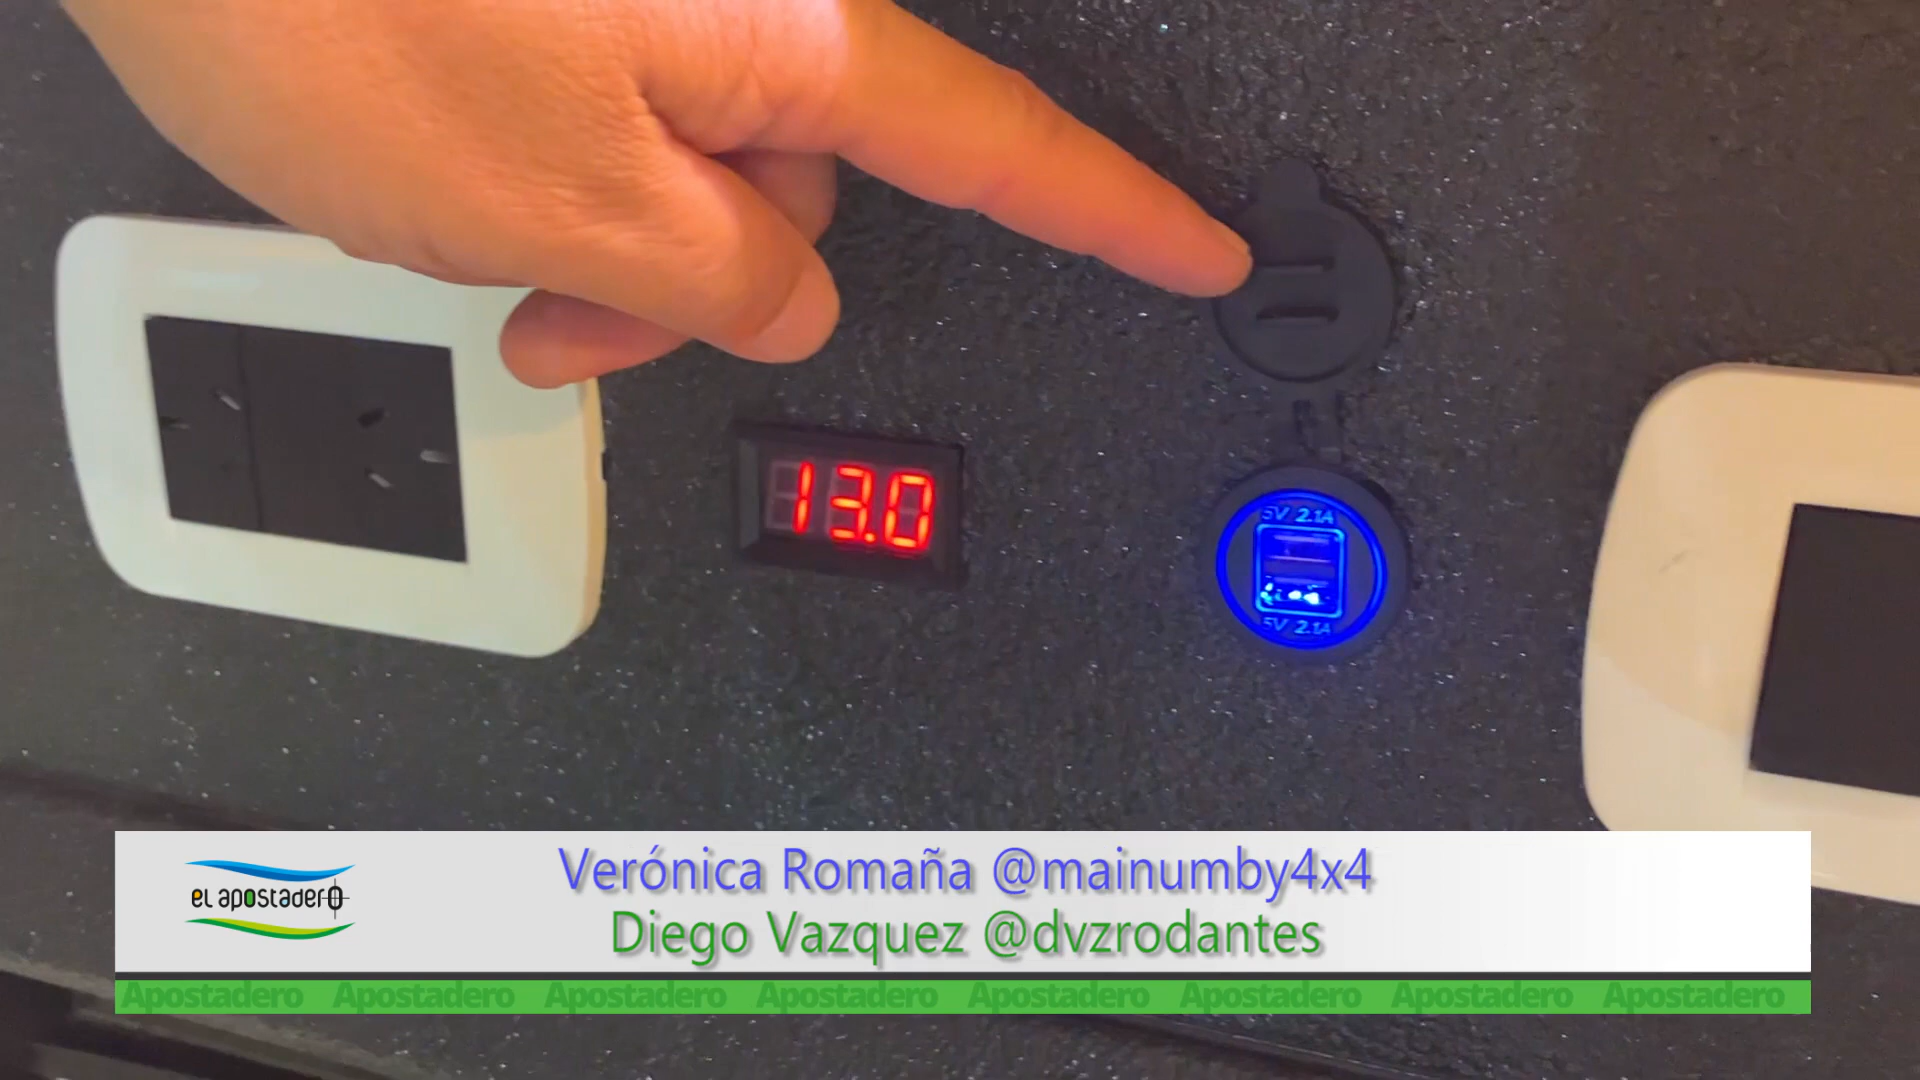 13.0
5V 2.1A
5V 2.1A
el apostadero
Verónica Romaña @mainumby4x4
Diego Vazquez @dvzrodantes
Apostadero Apostadero Apostadero Apostadero Apostadero Apostadero Apostadero Apostadero